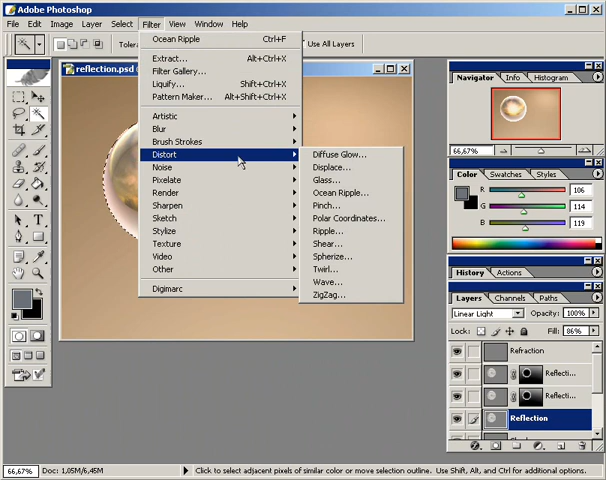 Adobe Photoshop
File Edit Image Layer Select Filter View Window Help
Use All Layers
reflection.psd
Ocean Ripple Ctrl+F
Extract... Alt+Ctrl+X
Filter Gallery...
Liquify... Shift+Ctrl+X
Pattern Maker... Alt+Shift+Ctrl+X
Artistic
Blur
Brush Strokes
Distort
Noise
Pixelate
Render
Sharpen
Sketch
Stylize
Texture
Video
Other
Digimarc
Diffuse Glow...
Displace...
Glass...
Ocean Ripple...
Pinch...
Polar Coordinates...
Ripple...
Shear...
Spherize...
Twirl...
Wave...
ZigZag...
Navigator Info Histogram
66,67%
Color Swatches Styles
R 106
G 114
B 119
History Actions
Layers Channels Paths
Linear Light Opacity: 100%
Lock: Fill: 86%
Refraction
Reflecti...
Reflecti...
Reflection
66,67% Doc: 1,05M/6,45M Click to select adjacent pixels of similar color or move selection outline. Use Shift, Alt, and Ctrl for additional options.